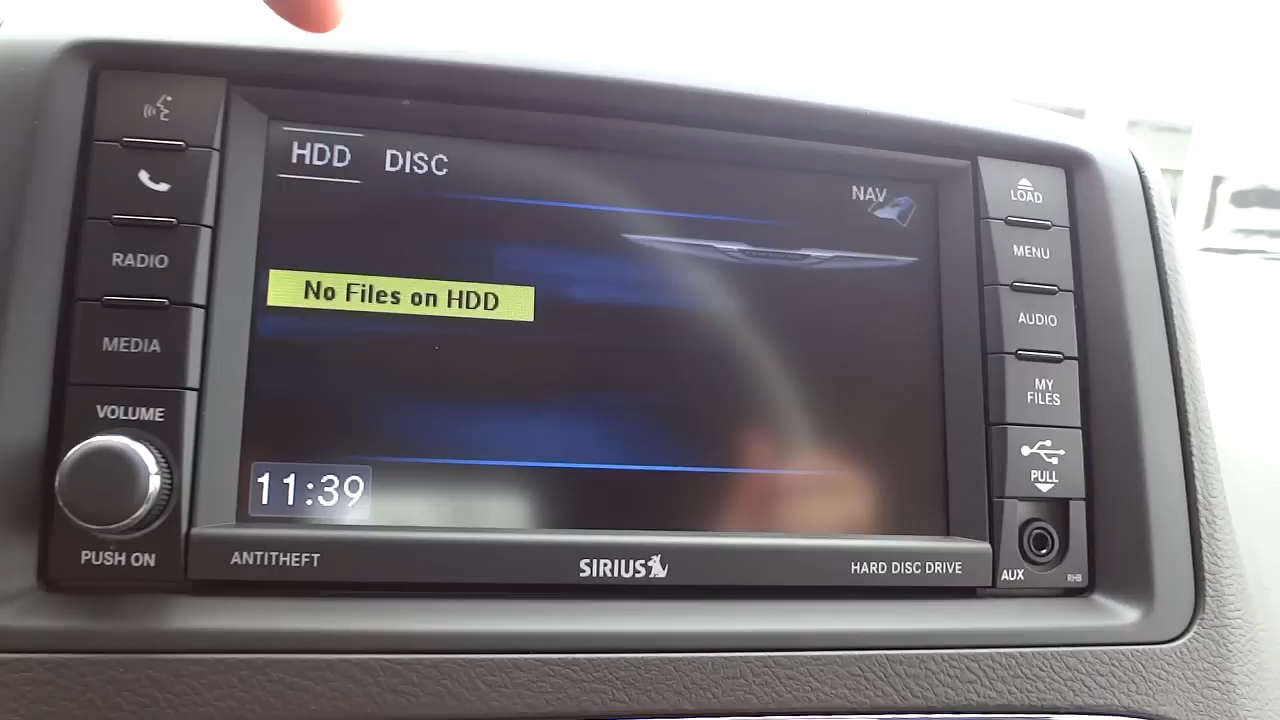 HDD DISC
NAV
No Files on HDD
11:39
RADIO
MEDIA
VOLUME
PUSH ON
ANTITHEFT
SIRIUS
HARD DISC DRIVE
LOAD
MENU
AUDIO
MY
FILES
PULL
AUX
RHB